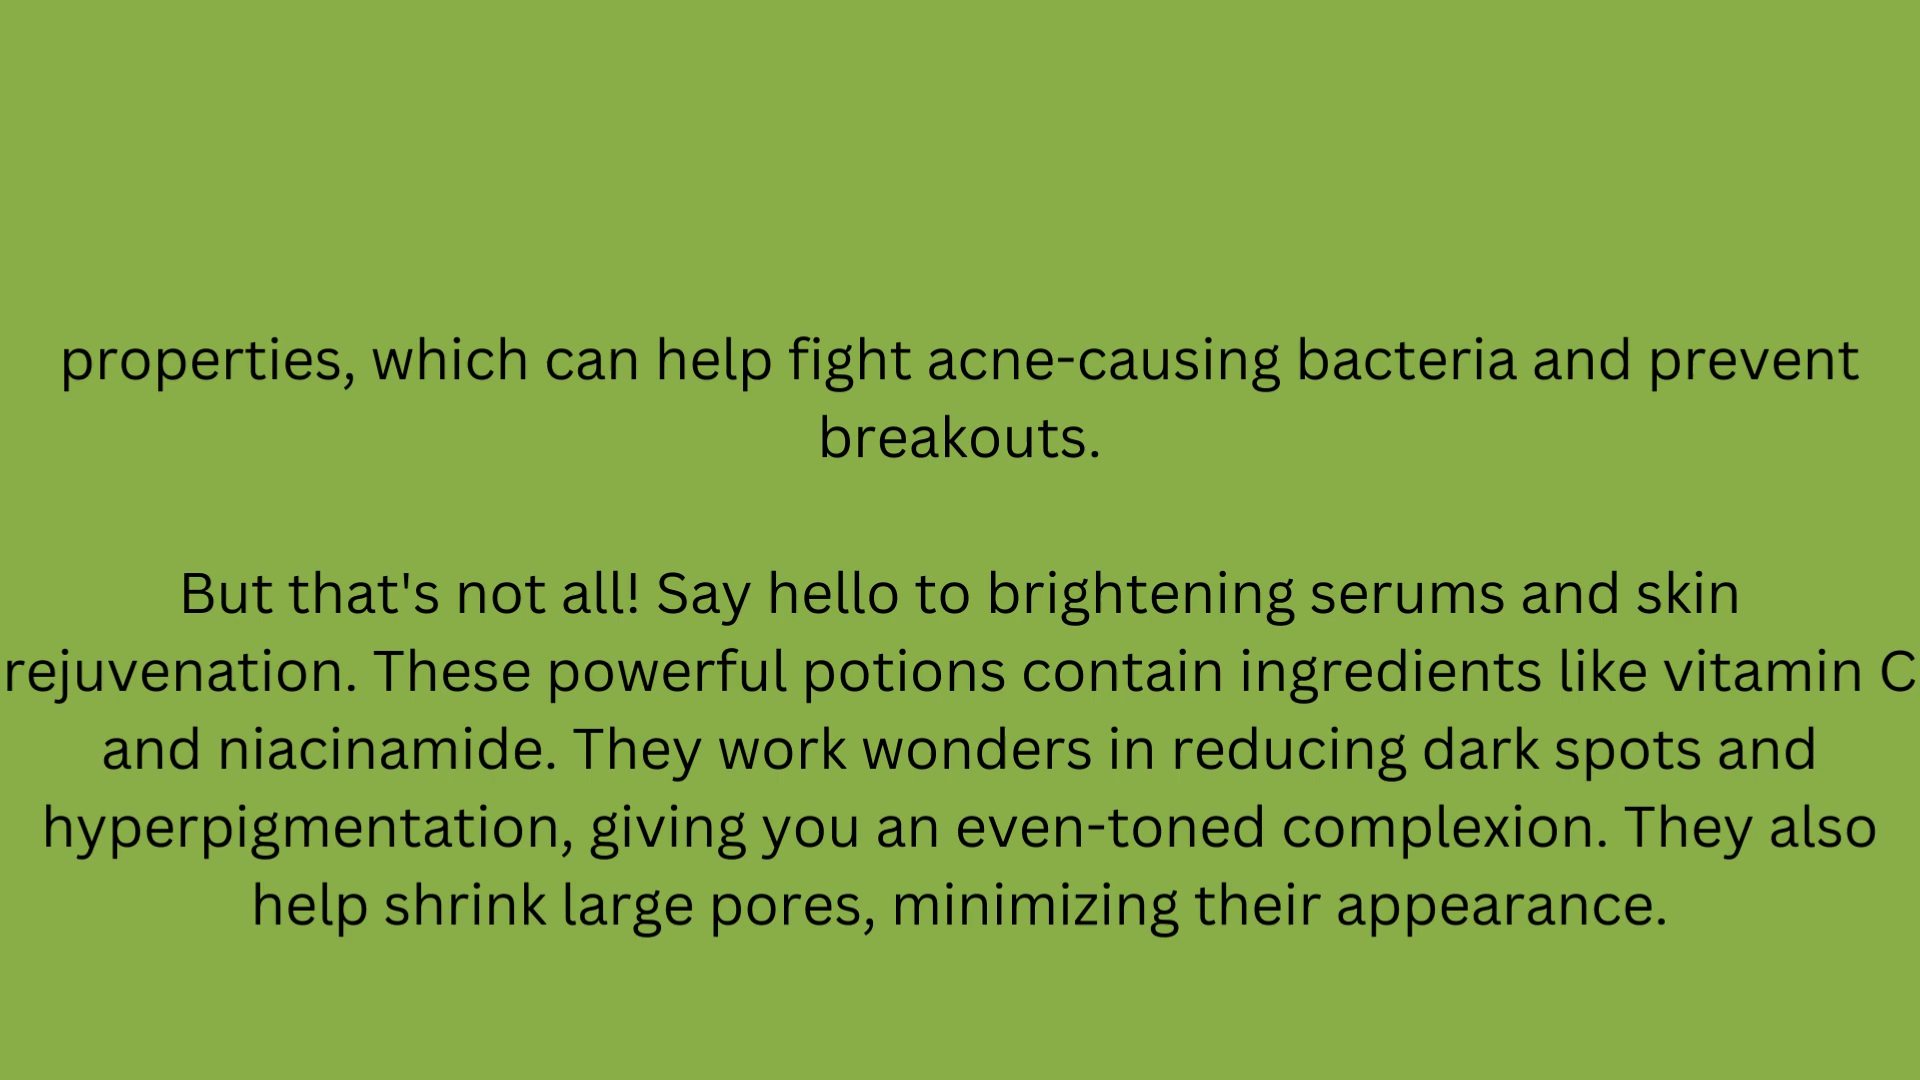 properties, which can help fight acne-causing bacteria and prevent
breakouts.
But that's not all! Say hello to brightening serums and skin
rejuvenation. These powerful potions contain ingredients like vitamin C
and niacinamide. They work wonders in reducing dark spots and
hyperpigmentation, giving you an even-toned complexion. They also
help shrink large pores, minimizing their appearance.